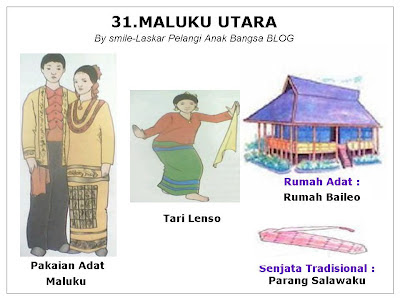 31.MALUKU UTARA
By smile-Laskar Pelangi Anak Bangsa BLOG
Pakaian Adat
Maluku
Tari Lenso
Rumah Adat :
Rumah Baileo
Senjata Tradisional :
Parang Salawaku